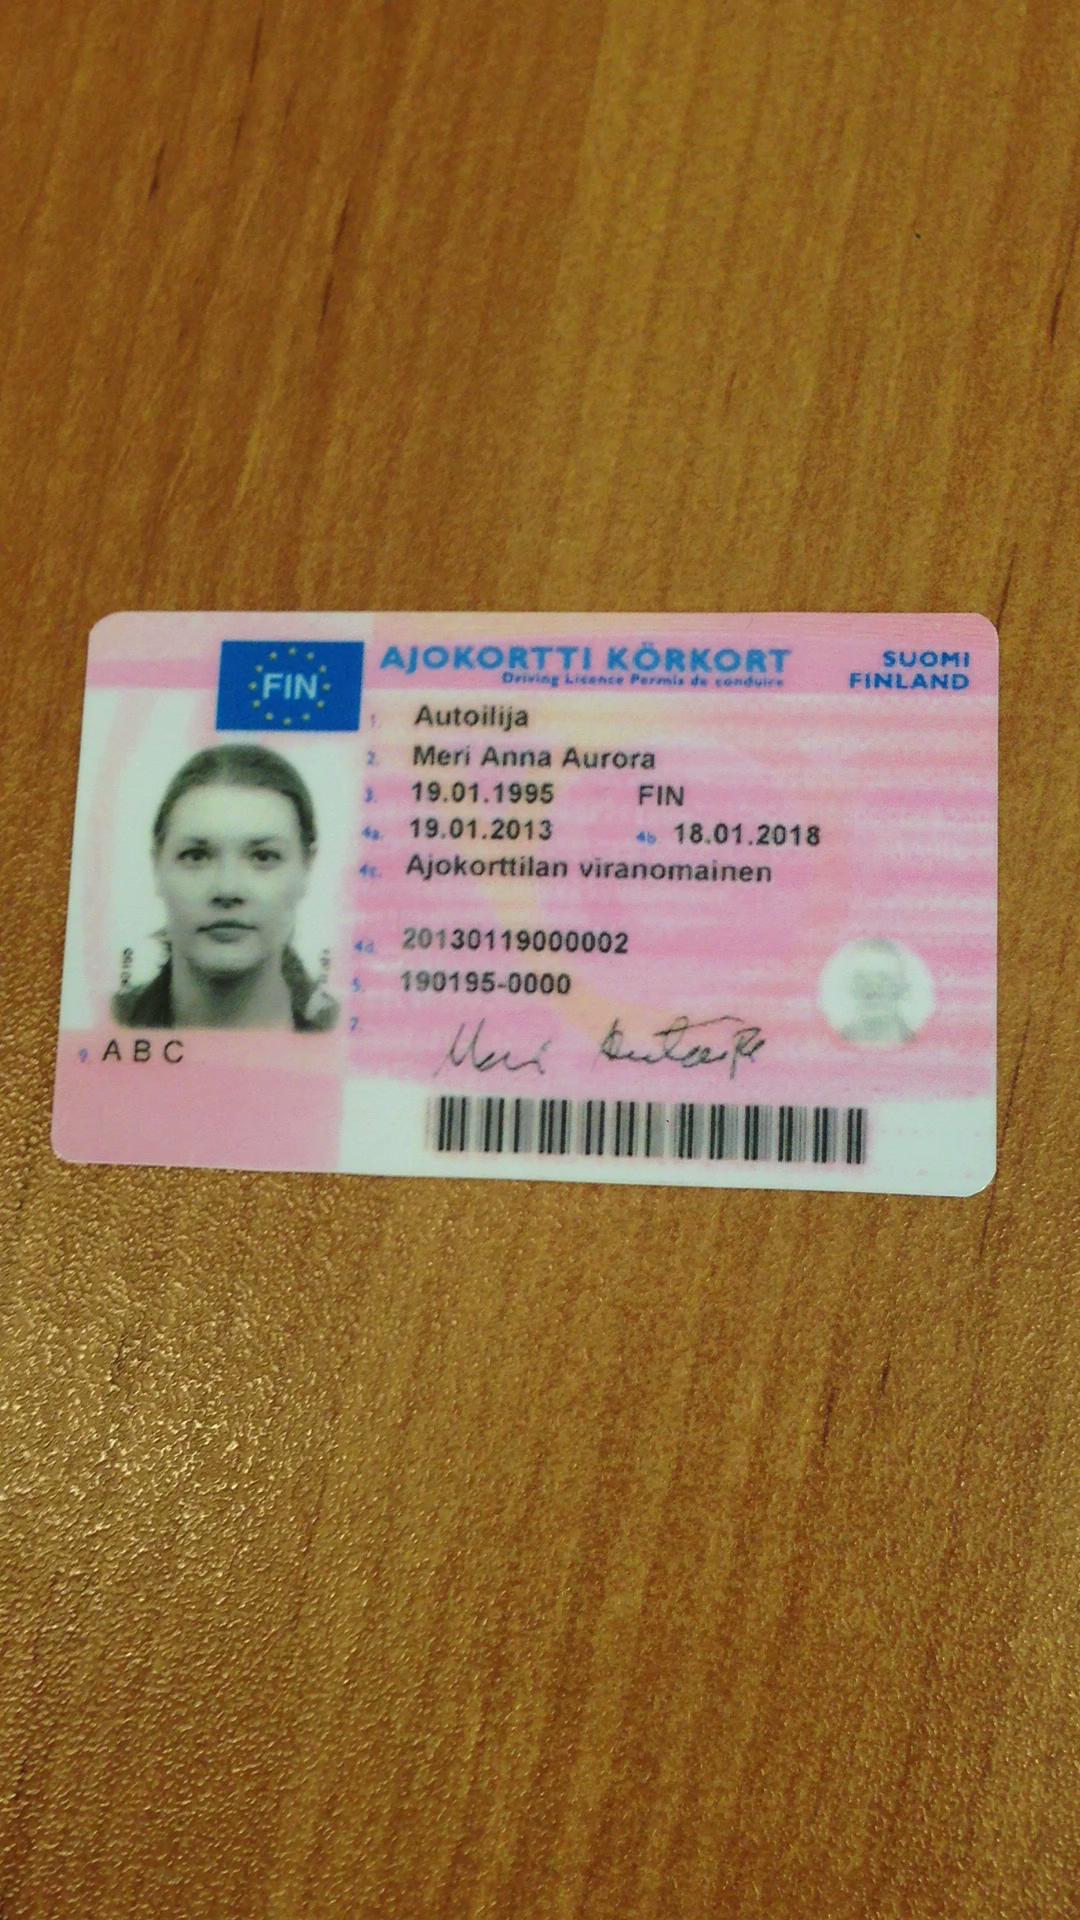 FIN
AJOKORTTI KÖRKORT
SUOMI
FINLAND
Driving Licence Permis de conduire
1. Autoilija
2. Meri Anna Aurora
3. 19.01.1995 FIN
4a. 19.01.2013 4b. 18.01.2018
4c. Ajokorttilan viranomainen
4d. 20130119000002
5. 190195-0000
7. Meri
9. A B C